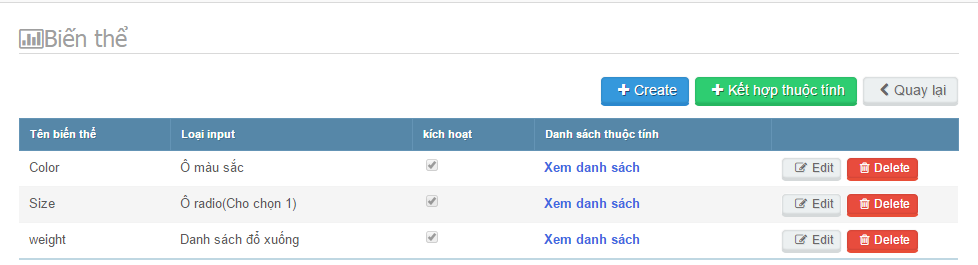 Biến thể
Create Kết hợp thuộc tính Quay lại
Tên biến thể Loại input kích hoạt Danh sách thuộc tính
Color Ô màu sắc Xem danh sách Edit Delete
Size Ô radio(Cho chọn 1) Xem danh sách Edit Delete
weight Danh sách đổ xuống Xem danh sách Edit Delete